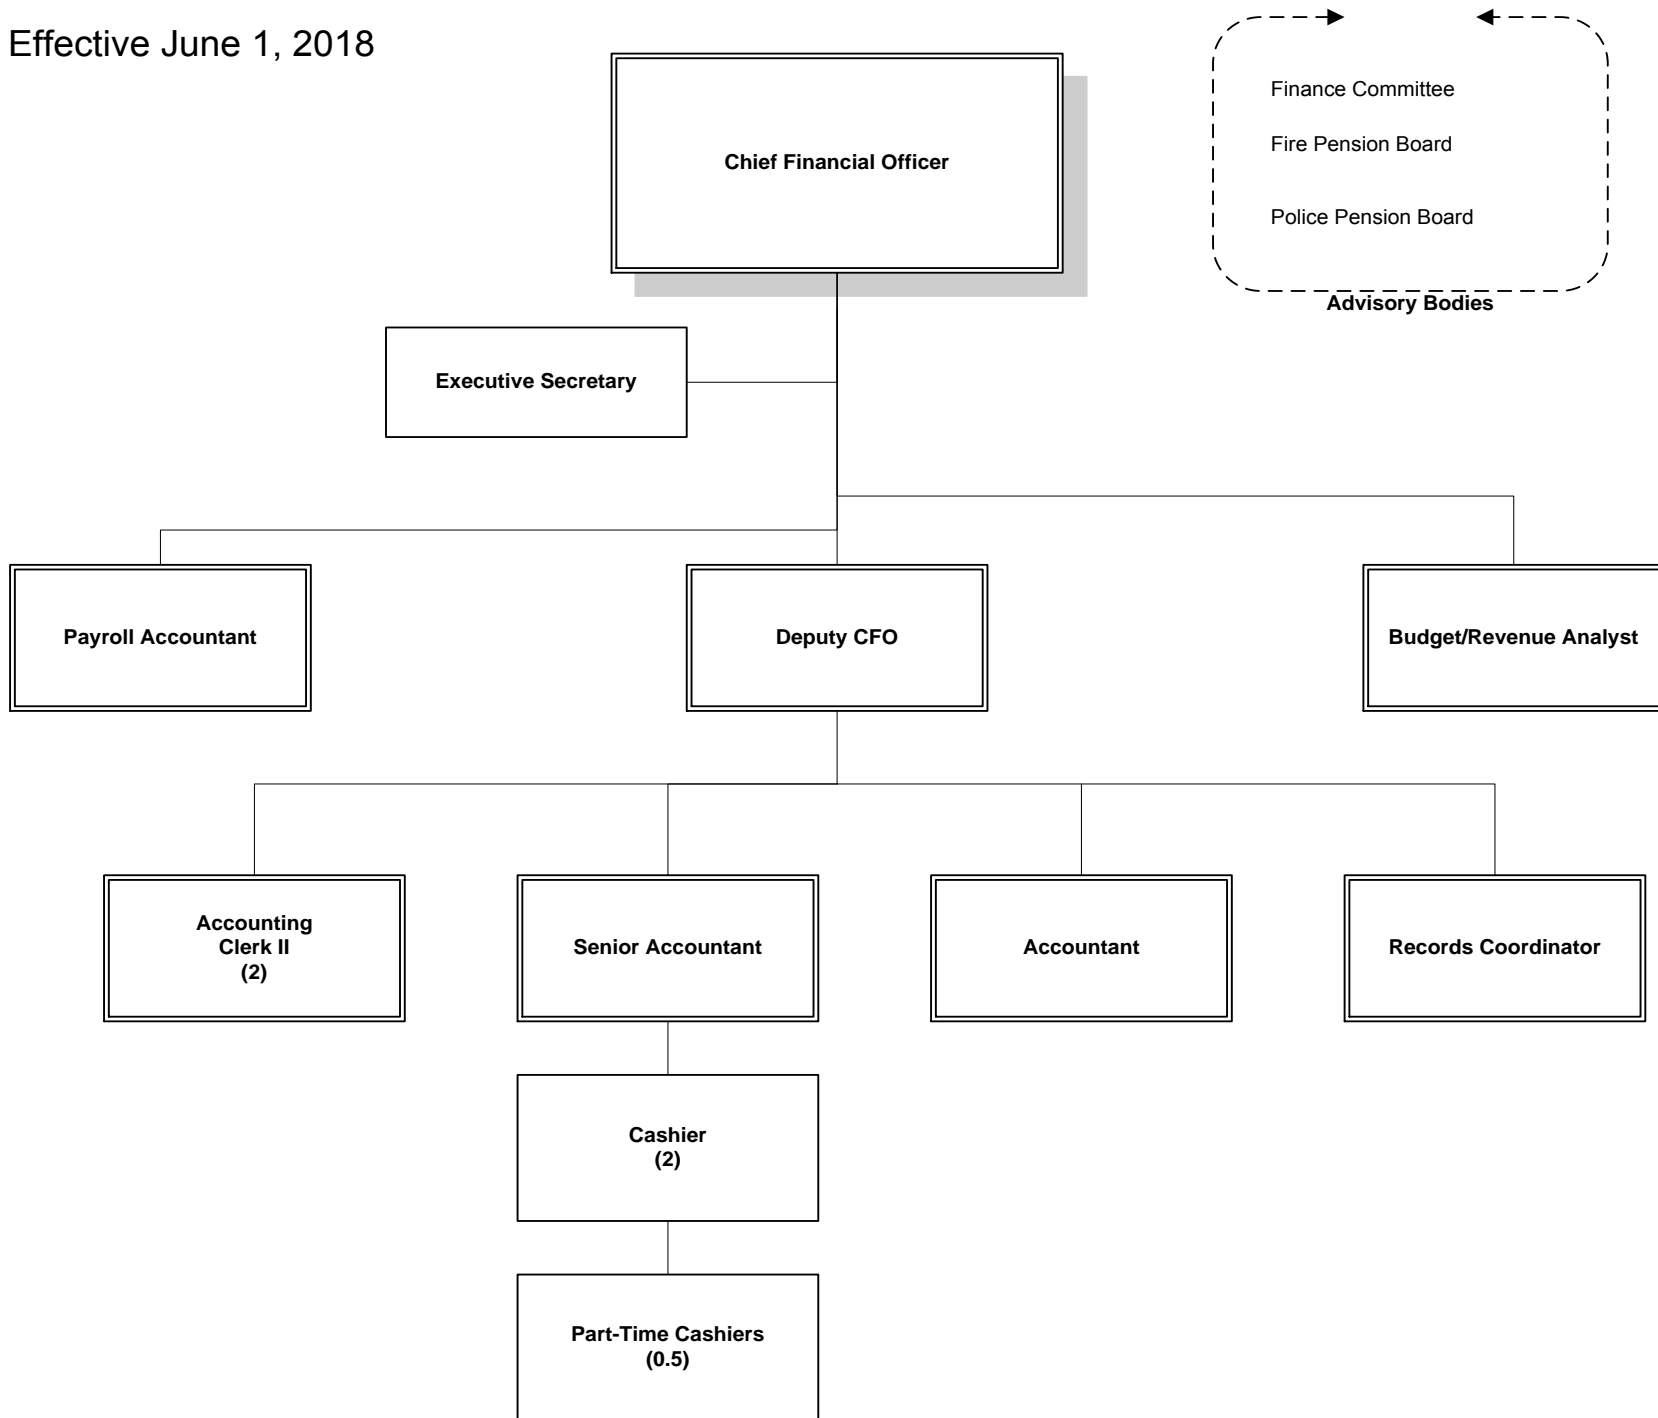 Effective June 1, 2018
Finance Committee
Fire Pension Board
Police Pension Board
Advisory Bodies
Chief Financial Officer
Executive Secretary
Payroll Accountant
Deputy CFO
Budget/Revenue Analyst
Accounting
Clerk II
(2)
Senior Accountant
Accountant
Records Coordinator
Cashier
(2)
Part-Time Cashiers
(0.5)